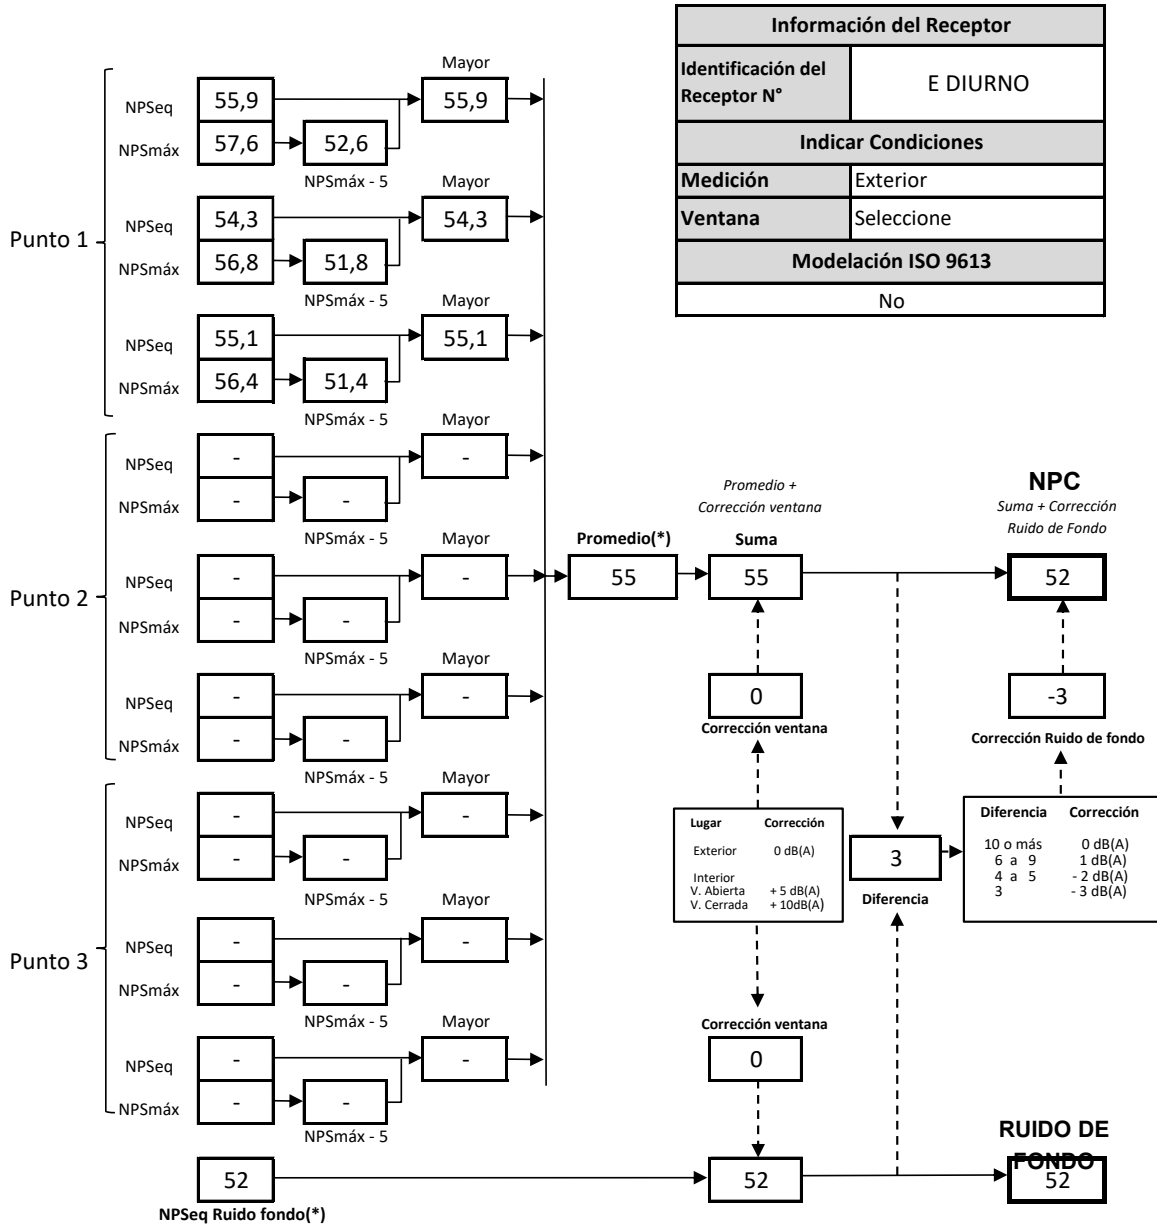 Información del Receptor
Identificación del
Receptor N°
E DIURNO
Indicar Condiciones
Medición Exterior
Ventana Seleccione
Modelación ISO 9613
No
Punto 1
Mayor
NPSeq 55,9 55,9
NPSmáx 57,6 52,6
NPSmáx - 5
Mayor
NPSeq 54,3 54,3
NPSmáx 56,8 51,8
NPSmáx - 5
Mayor
NPSeq 55,1 55,1
NPSmáx 56,4 51,4
NPSmáx - 5
Punto 2
Mayor
NPSeq - -
NPSmáx - -
NPSmáx - 5
Mayor
NPSeq - -
NPSmáx - -
NPSmáx - 5
Mayor
NPSeq - -
NPSmáx - -
NPSmáx - 5
Punto 3
Mayor
NPSeq - -
NPSmáx - -
NPSmáx - 5
NPSeq - -
NPSmáx - -
NPSmáx - 5
Mayor
NPSeq - -
NPSmáx - -
NPSmáx - 5
Promedio(*)
55
Promedio +
Corrección ventana
Suma
55
0
Corrección ventana
Lugar Corrección
Exterior 0 dB(A)
Interior
V. Abierta + 5 dB(A)
V. Cerrada + 10dB(A)
Corrección ventana
0
NPC
Suma + Corrección
Ruido de Fondo
52
-3
Corrección Ruido de fondo
Diferencia Corrección
10 o más 0 dB(A)
6 a 9 1 dB(A)
4 a 5 - 2 dB(A)
3 - 3 dB(A)
3
Diferencia
RUIDO DE
FONDO
52 52 52
NPSeq Ruido fondo(*)